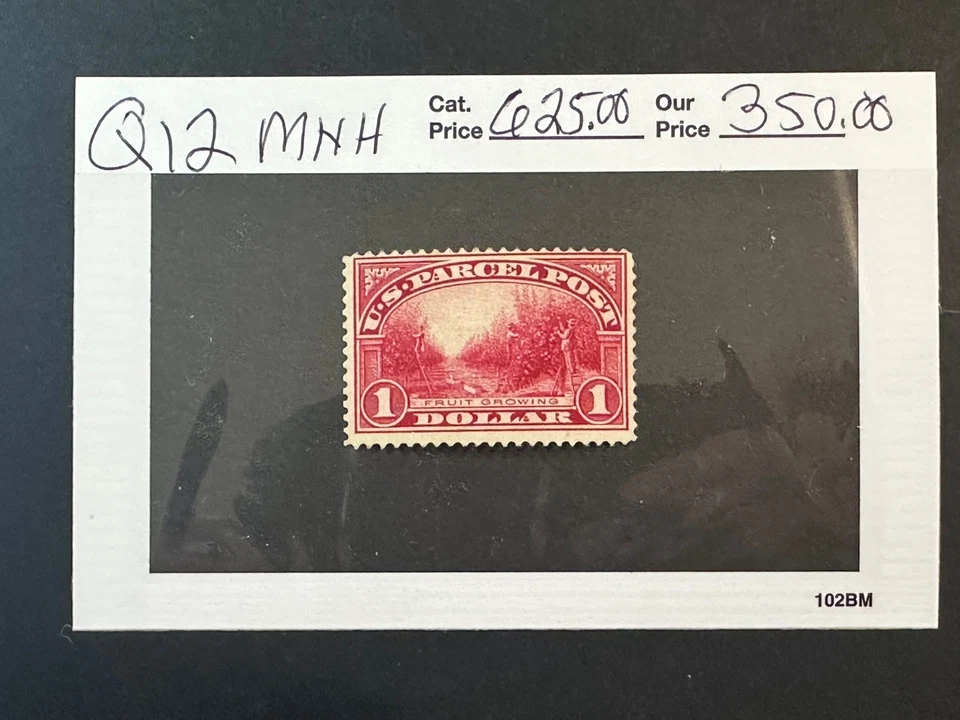 Q12 MNH Cat. Price 625.00 Our Price 350.00
U.S. PARCEL POST
1 FRUIT GROWING 1
DOLLAR
102BM